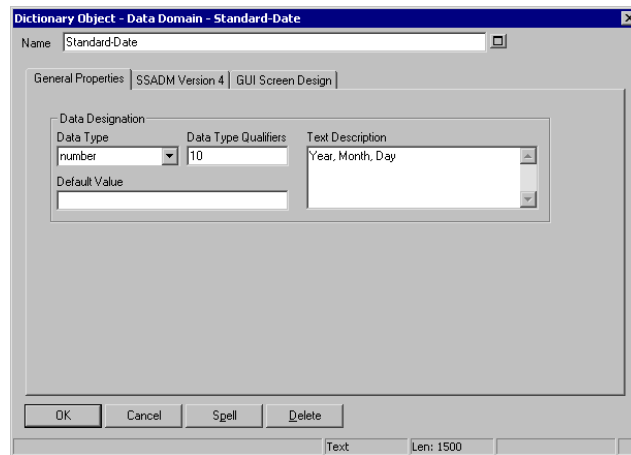 Dictionary Object - Data Domain - Standard-Date
Name Standard-Date
General Properties SSADM Version 4 GUI Screen Design
Data Designation
Data Type Data Type Qualifiers Text Description
number 10 Year, Month, Day
Default Value
OK Cancel Spell Delete
Text Len: 1500